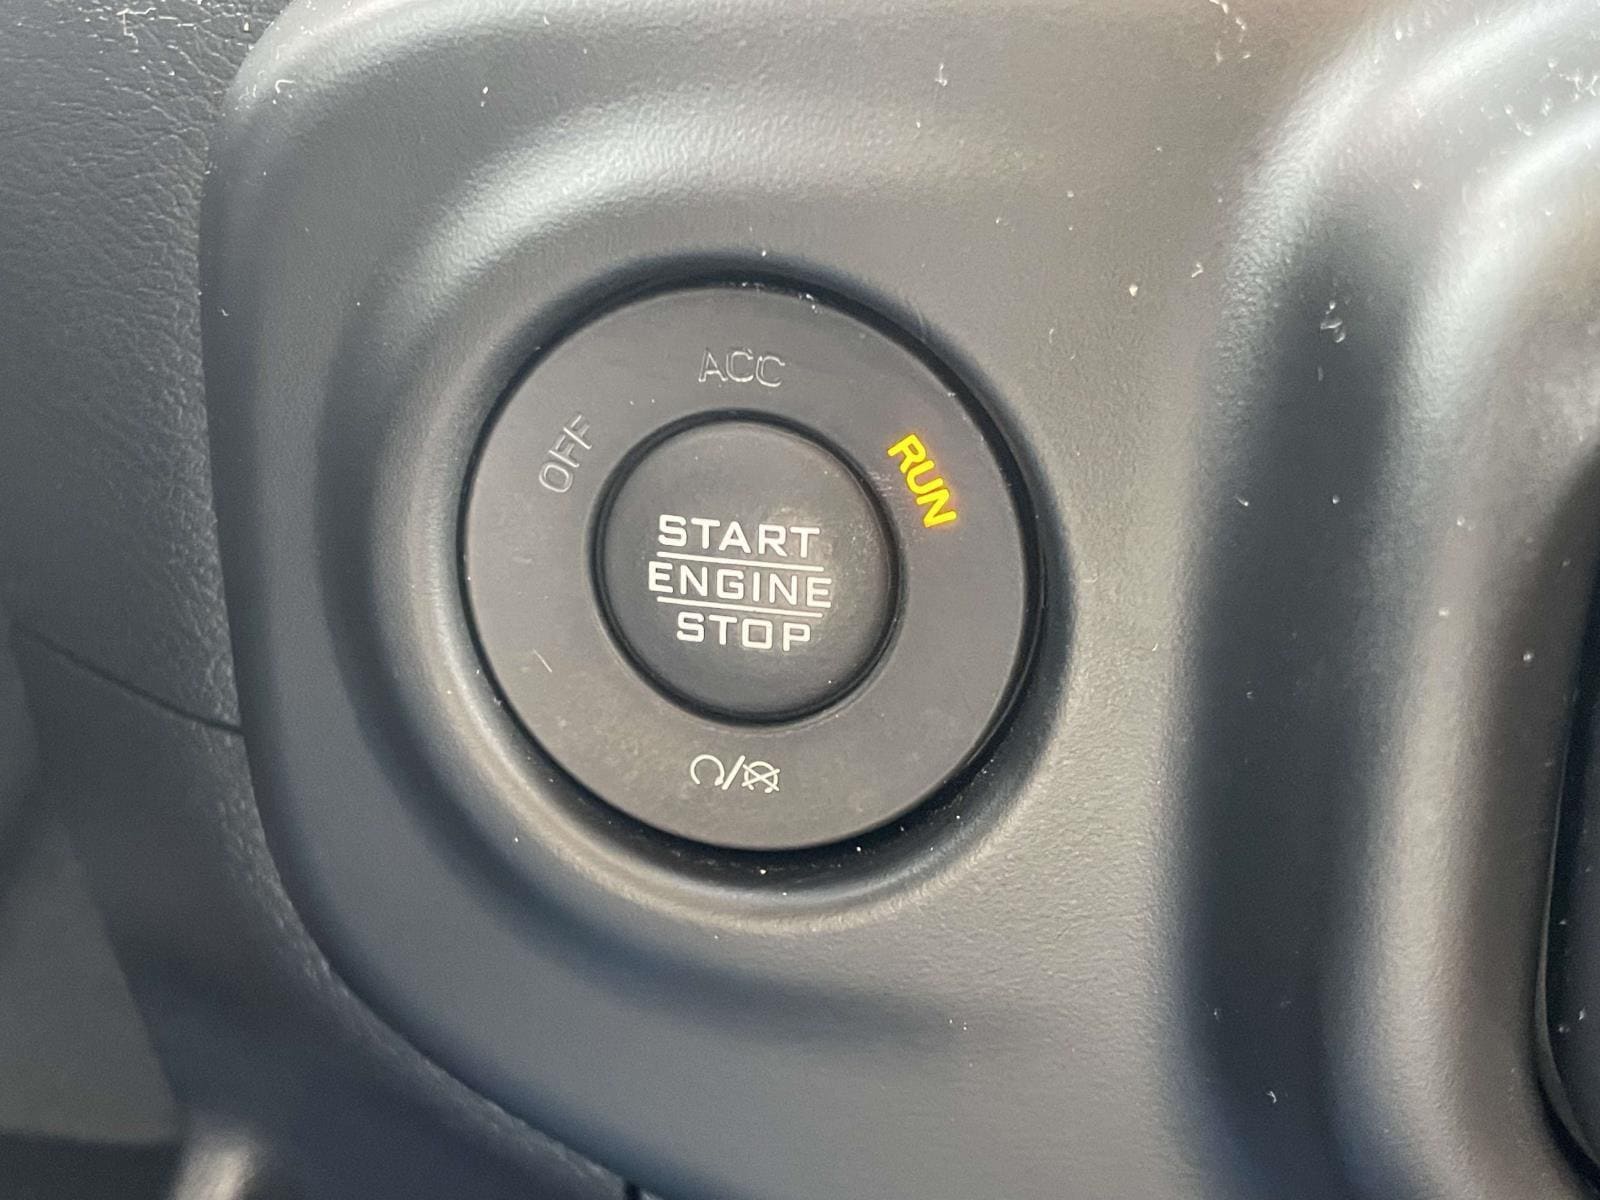 ACC
OFF
RUN
START
ENGINE
STOP